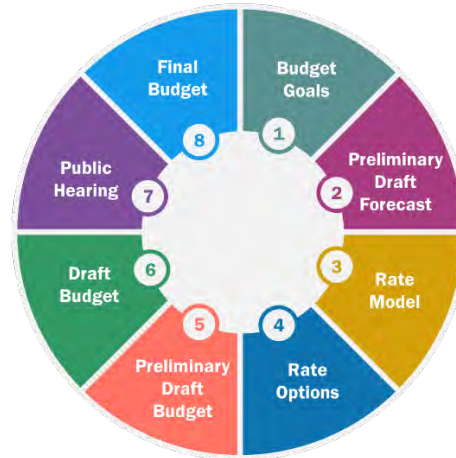 Budget
Goals
1
Preliminary
Draft
Forecast
2
Rate
Model
3
Rate
Options
4
Preliminary
Draft
Budget
5
Draft
Budget
6
Public
Hearing
7
Final
Budget
8